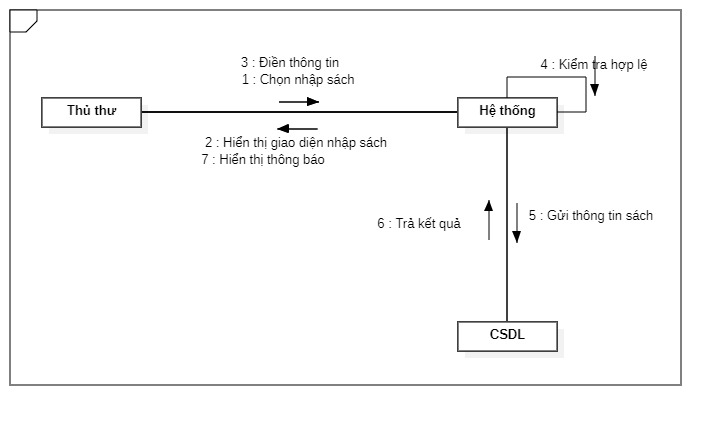 3 : Điền thông tin
1 : Chọn nhập sách
4 : Kiểm tra hợp lệ
Thủ thư
Hệ thống
2 : Hiển thị giao diện nhập sách
7 : Hiển thị thông báo
6 : Trả kết quả
5 : Gửi thông tin sách
CSDL